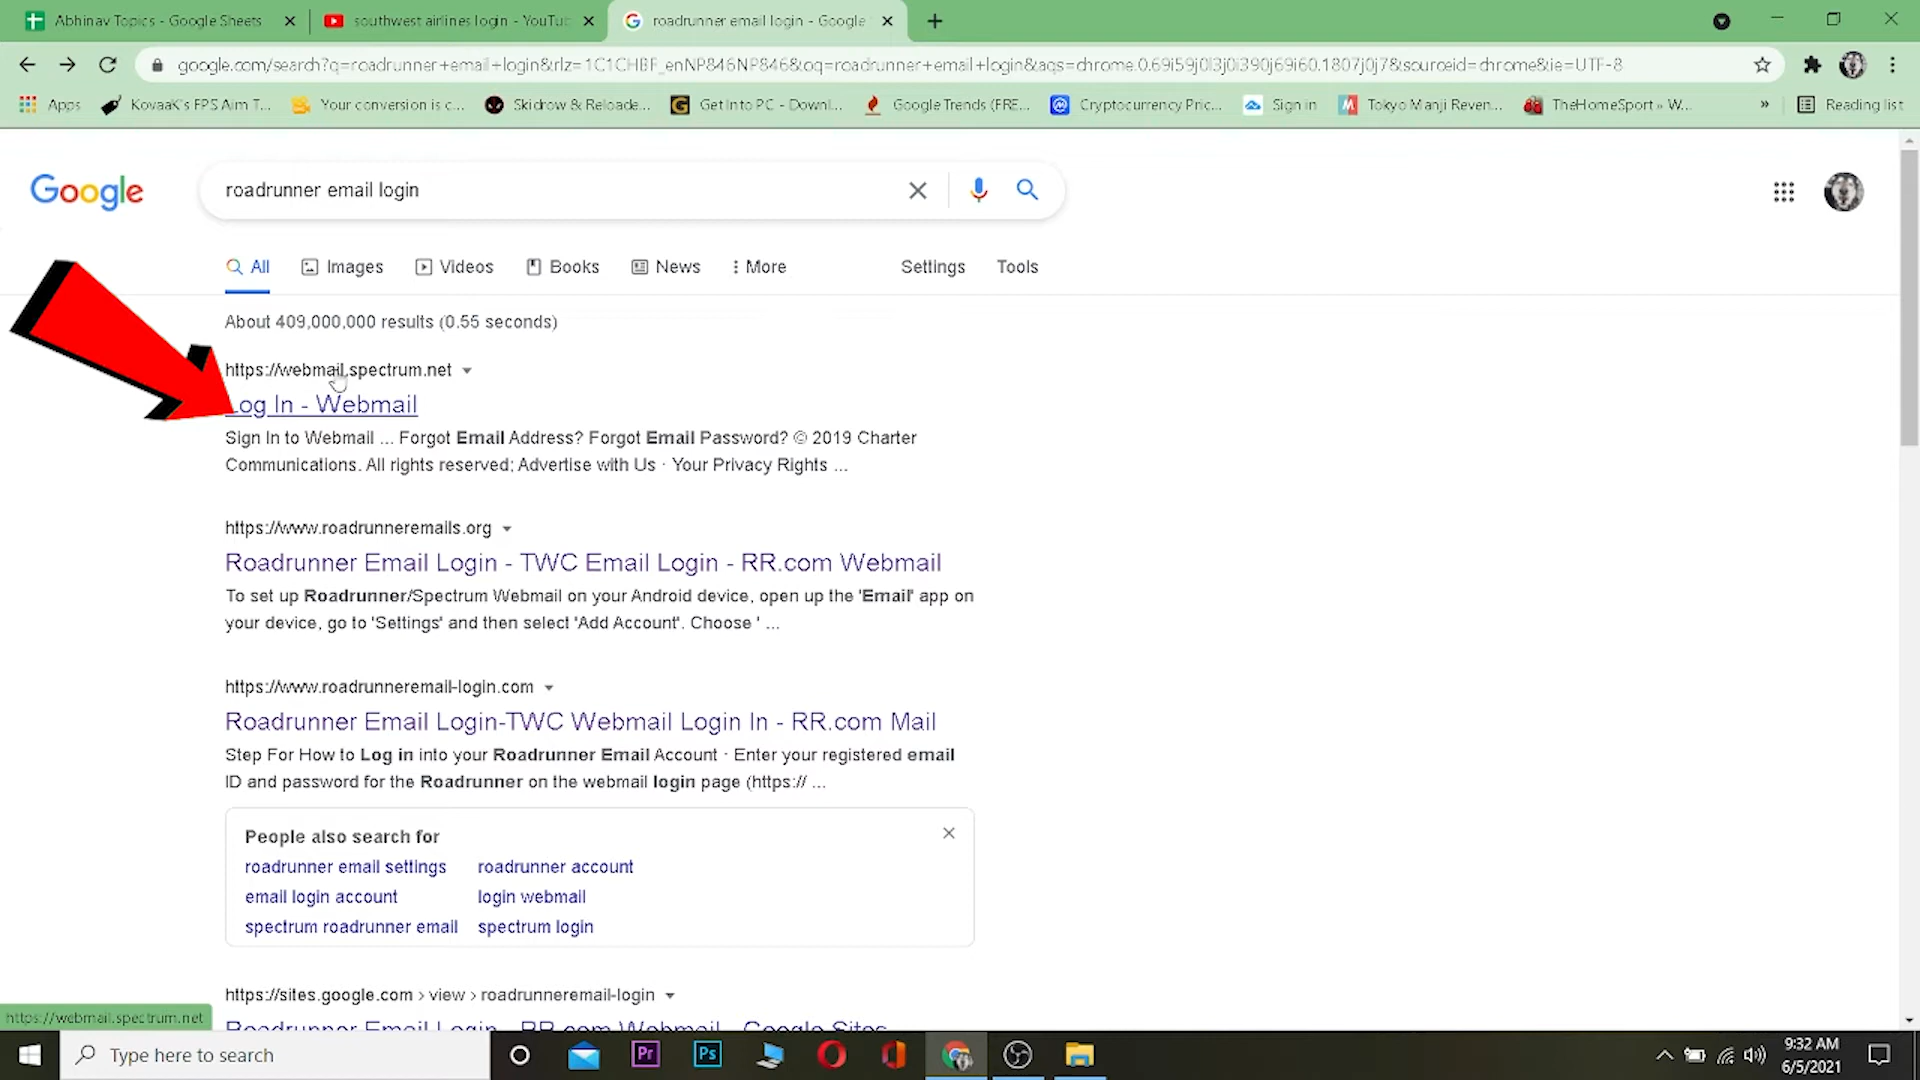 Abhinav Topics - Google Sheets
southwest airlines login - YouTu
roadrunner email login - Google
google.com/search?q=roadrunner+email+login&rlz=1C1CHBF_enNP846NP846&oq=roadrunner+email+login&aqs=chrome.0.69i59j0l3j0i390j69i60.1807j0j7&sourceid=chrome&ie=UTF-8
Apps KovaaK's FPS Aim T... Your conversion is c... Skidrow & Reloade... Get Into PC - Downl... Google Trends (FRE... Cryptocurrency Pric... Sign in Tokyo Manji Reven... TheHomeSport » W... » Reading list
Google
roadrunner email login
All Images Videos Books News More Settings Tools
About 409,000,000 results (0.55 seconds)
https://webmail.spectrum.net
Log In - Webmail
Sign In to Webmail ... Forgot Email Address? Forgot Email Password? © 2019 Charter
Communications. All rights reserved; Advertise with Us · Your Privacy Rights ...
https://www.roadrunneremails.org
Roadrunner Email Login - TWC Email Login - RR.com Webmail
To set up Roadrunner/Spectrum Webmail on your Android device, open up the 'Email' app on
your device, go to 'Settings' and then select 'Add Account'. Choose ' ...
https://www.roadrunneremail-login.com
Roadrunner Email Login-TWC Webmail Login In - RR.com Mail
Step For How to Log in into your Roadrunner Email Account · Enter your registered email
ID and password for the Roadrunner on the webmail login page (https:// ...
People also search for
roadrunner email settings roadrunner account
email login account login webmail
spectrum roadrunner email spectrum login
https://sites.google.com › view › roadrunneremail-login
Roadrunner Email Login - RR.com Webmail - Google Sites
https://webmail.spectrum.net
Type here to search
Pr
Ps
9:32 AM
6/5/2021